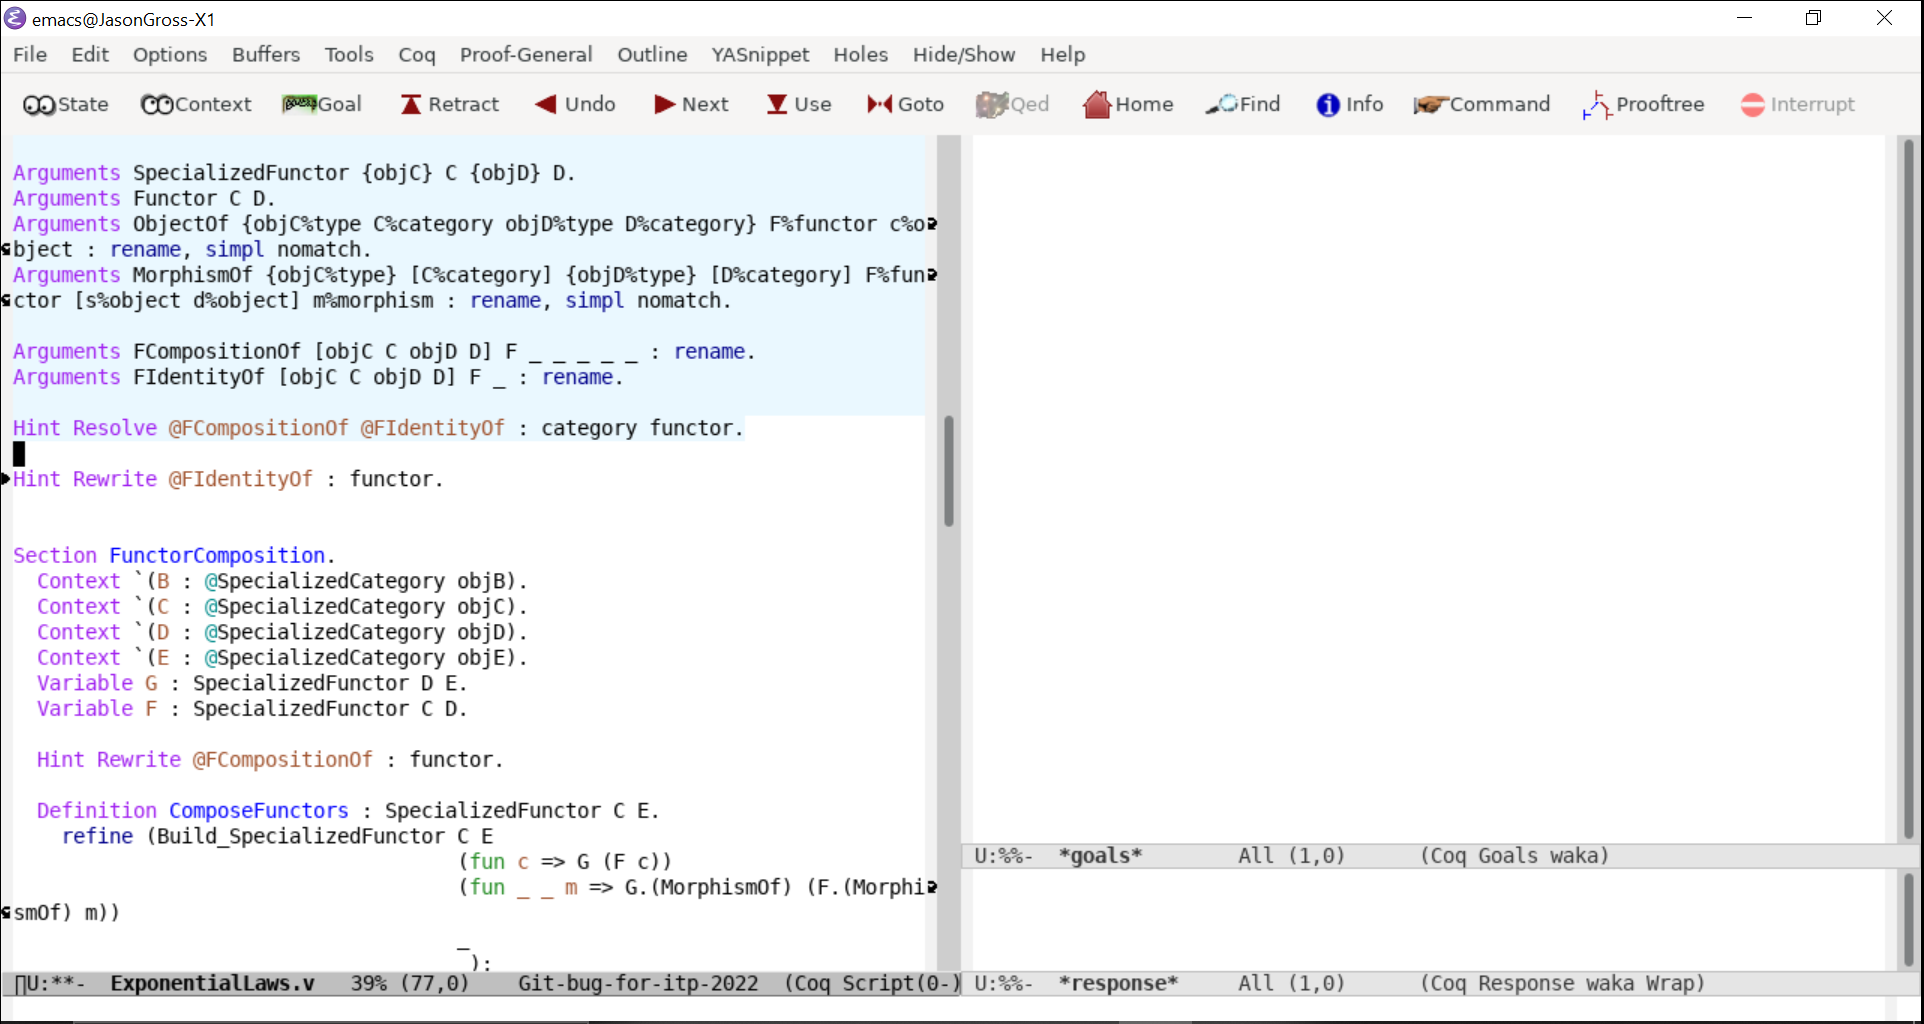 emacs@JasonGross-X1
File Edit Options Buffers Tools Coq Proof-General Outline YASnippet Holes Hide/Show Help
State Context Goal Retract Undo Next Use Goto Qed Home Find Info Command Prooftree Interrupt
Arguments SpecializedFunctor {objC} C {objD} D.
Arguments Functor C D.
Arguments ObjectOf {objC%type C%category objD%type D%category} F%functor c%o
bject : rename, simpl nomatch.
Arguments MorphismOf {objC%type} [C%category] {objD%type} [D%category] F%fun
ctor [s%object d%object] m%morphism : rename, simpl nomatch.
Arguments FCompositionOf [objC C objD D] F _ _ _ _ _ : rename.
Arguments FIdentityOf [objC C objD D] F _ : rename.
Hint Resolve @FCompositionOf @FIdentityOf : category functor.
Hint Rewrite @FIdentityOf : functor.
Section FunctorComposition.
Context `(B : @SpecializedCategory objB).
Context `(C : @SpecializedCategory objC).
Context `(D : @SpecializedCategory objD).
Context `(E : @SpecializedCategory objE).
Variable G : SpecializedFunctor D E.
Variable F : SpecializedFunctor C D.
Hint Rewrite @FCompositionOf : functor.
Definition ComposeFunctors : SpecializedFunctor C E.
refine (Build_SpecializedFunctor C E
(fun c => G (F c))
(fun _ _ m => G.(MorphismOf) (F.(Morphi
smOf) m))
_
_);
U:**- ExponentialLaws.v 39% (77,0) Git-bug-for-itp-2022 (Coq Script(0-)
U:%%- *goals* All (1,0) (Coq Goals waka)
U:%%- *response* All (1,0) (Coq Response waka Wrap)